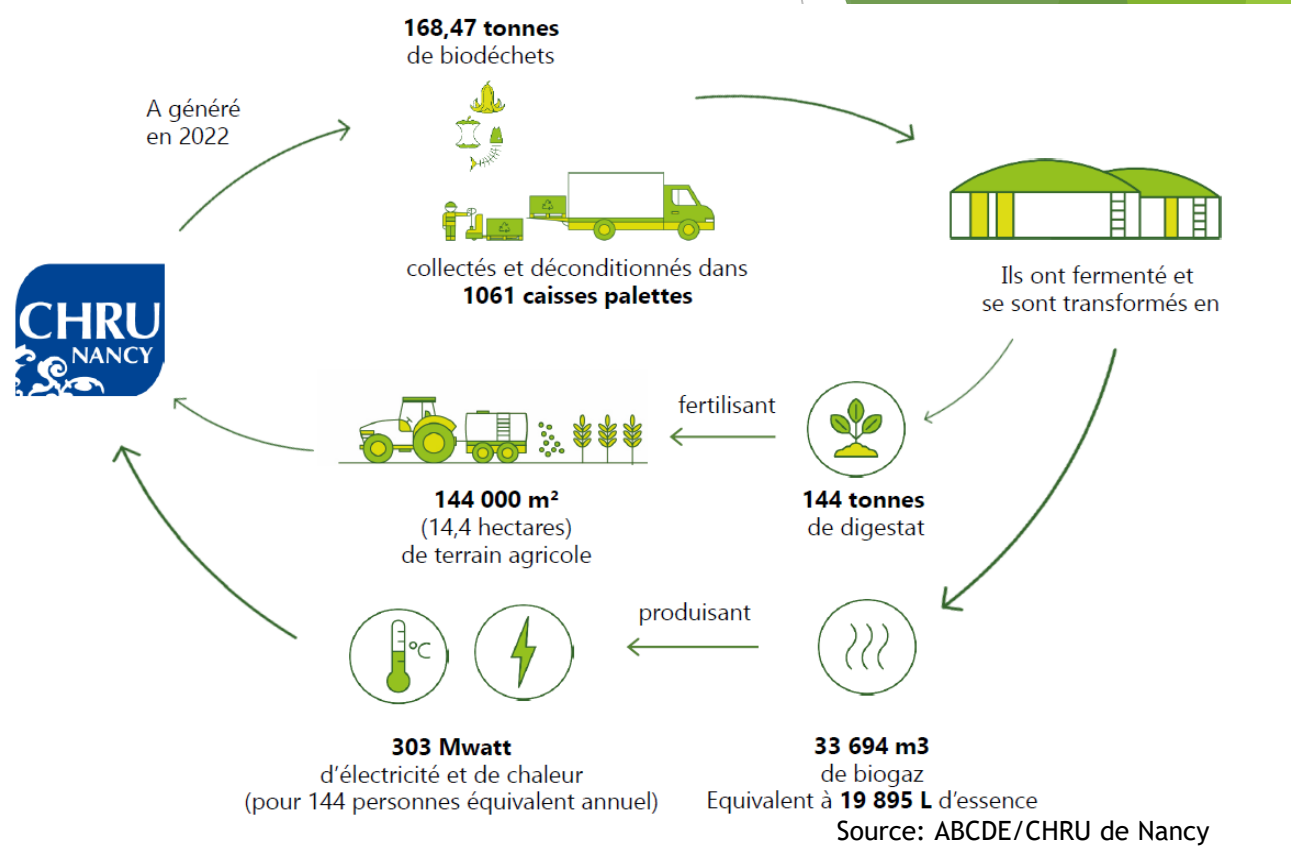 168,47 tonnes
de biodéchets
A généré
en 2022
collectés et déconditionnés dans
1061 caisses palettes
Ils ont fermenté et
se sont transformés en
CHRU
NANCY
fertilisant
144 000 m²
(14,4 hectares)
de terrain agricole
144 tonnes
de digestat
produisant
°C
303 Mwatt
d'électricité et de chaleur
(pour 144 personnes équivalent annuel)
33 694 m3
de biogaz
Equivalent à 19 895 L d'essence
Source: ABCDE/CHRU de Nancy